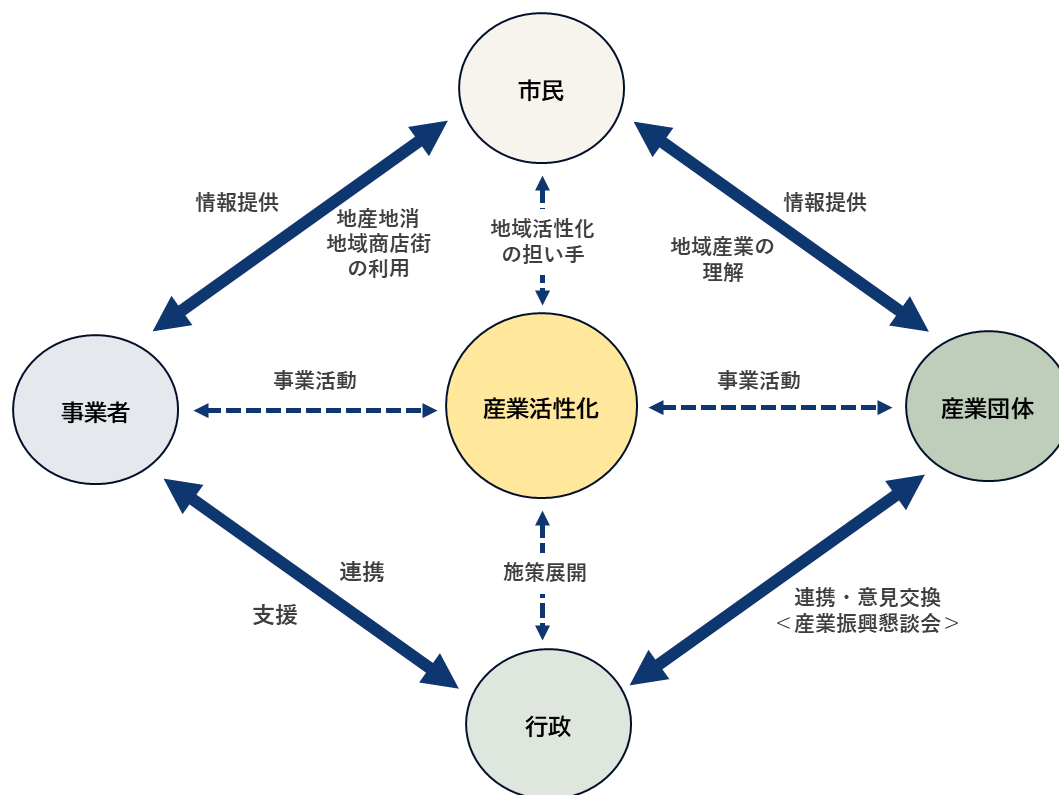 市民
情報提供
地産地消
地域商店街
の利用
地域活性化
の担い手
情報提供
地域産業の
理解
事業者
事業活動
産業活性化
事業活動
産業団体
連携
支援
施策展開
連携・意見交換
＜産業振興懇談会＞
行政